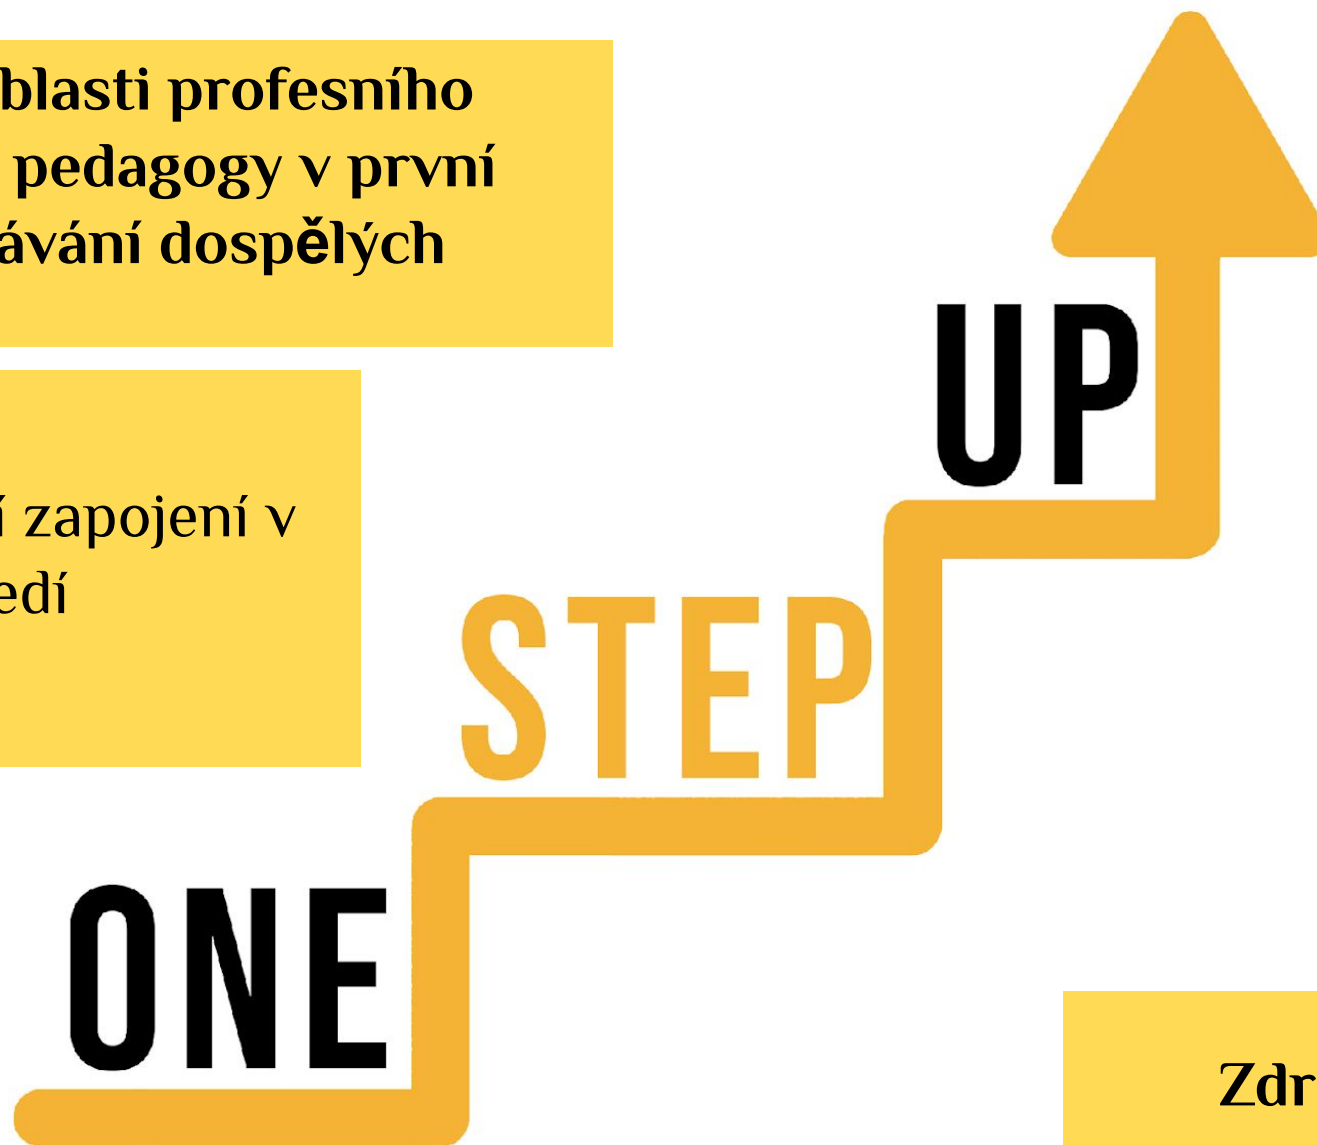 blasti profesního
pedagogy v první
ávání dospělých
í zapojení v
edí
UP
STEP
ONE
Zdr